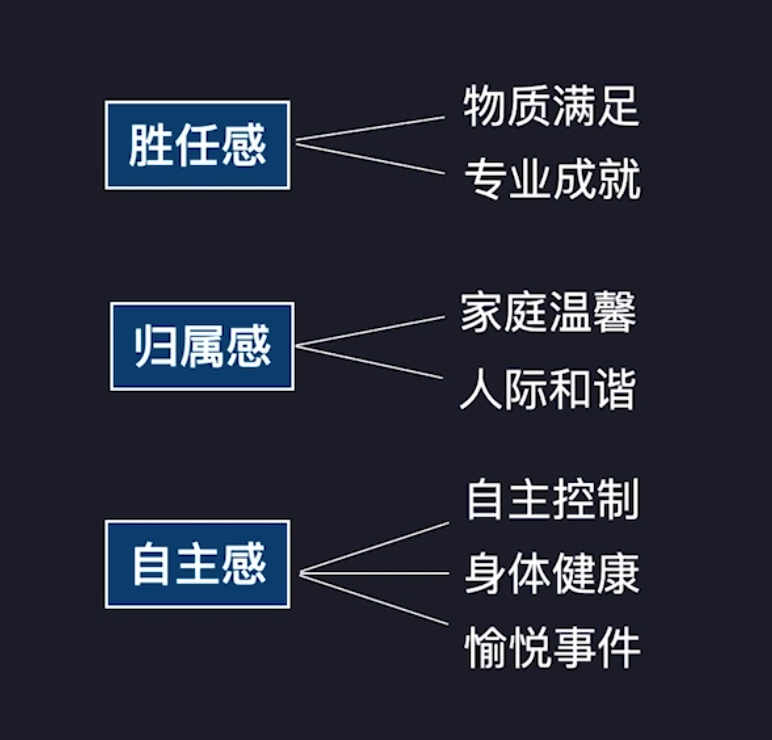 胜任感
物质满足
专业成就
归属感
家庭温馨
人际和谐
自主感
自主控制
身体健康
愉悦事件